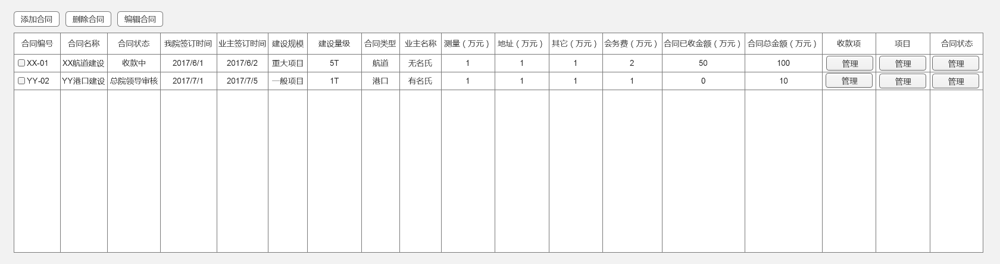 添加合同 删除合同 编辑合同
合同编号 合同名称 合同状态 我院签订时间 业主签订时间 建设规模 建设量级 合同类型 业主名称 测量（万元） 地址（万元） 其它（万元） 会务费（万元） 合同已收金额（万元） 合同总金额（万元） 收款项 项目 合同状态
XX-01 XX航道建设 收款中 2017/6/1 2017/6/2 重大项目 5T 航道 无名氏 1 1 1 2 50 100 管理 管理 管理
YY-02 YY港口建设 总院领导审核 2017/7/1 2017/7/5 一般项目 1T 港口 有名氏 1 1 1 1 0 10 管理 管理 管理